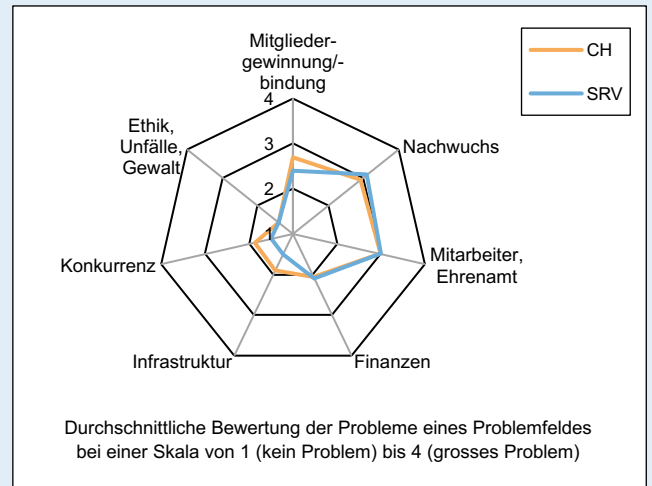 Mitglieder-
gewinnung/-
bindung
CH
SRV
4
3
2
1
Ethik,
Unfälle,
Gewalt
Nachwuchs
Konkurrenz
Mitarbeiter,
Ehrenamt
Infrastruktur
Finanzen
Durchschnittliche Bewertung der Probleme eines Problemfeldes
bei einer Skala von 1 (kein Problem) bis 4 (grosses Problem)